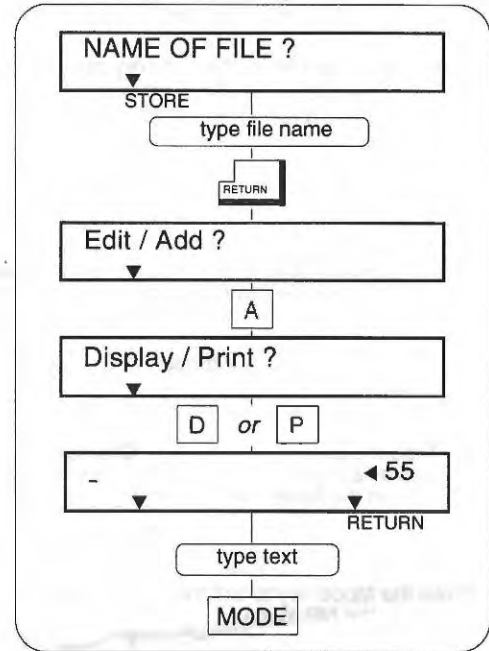 NAME OF FILE ?
STORE
type file name
RETURN
Edit / Add ?
A
Display / Print ?
D or P
- ◀ 55
RETURN
type text
MODE